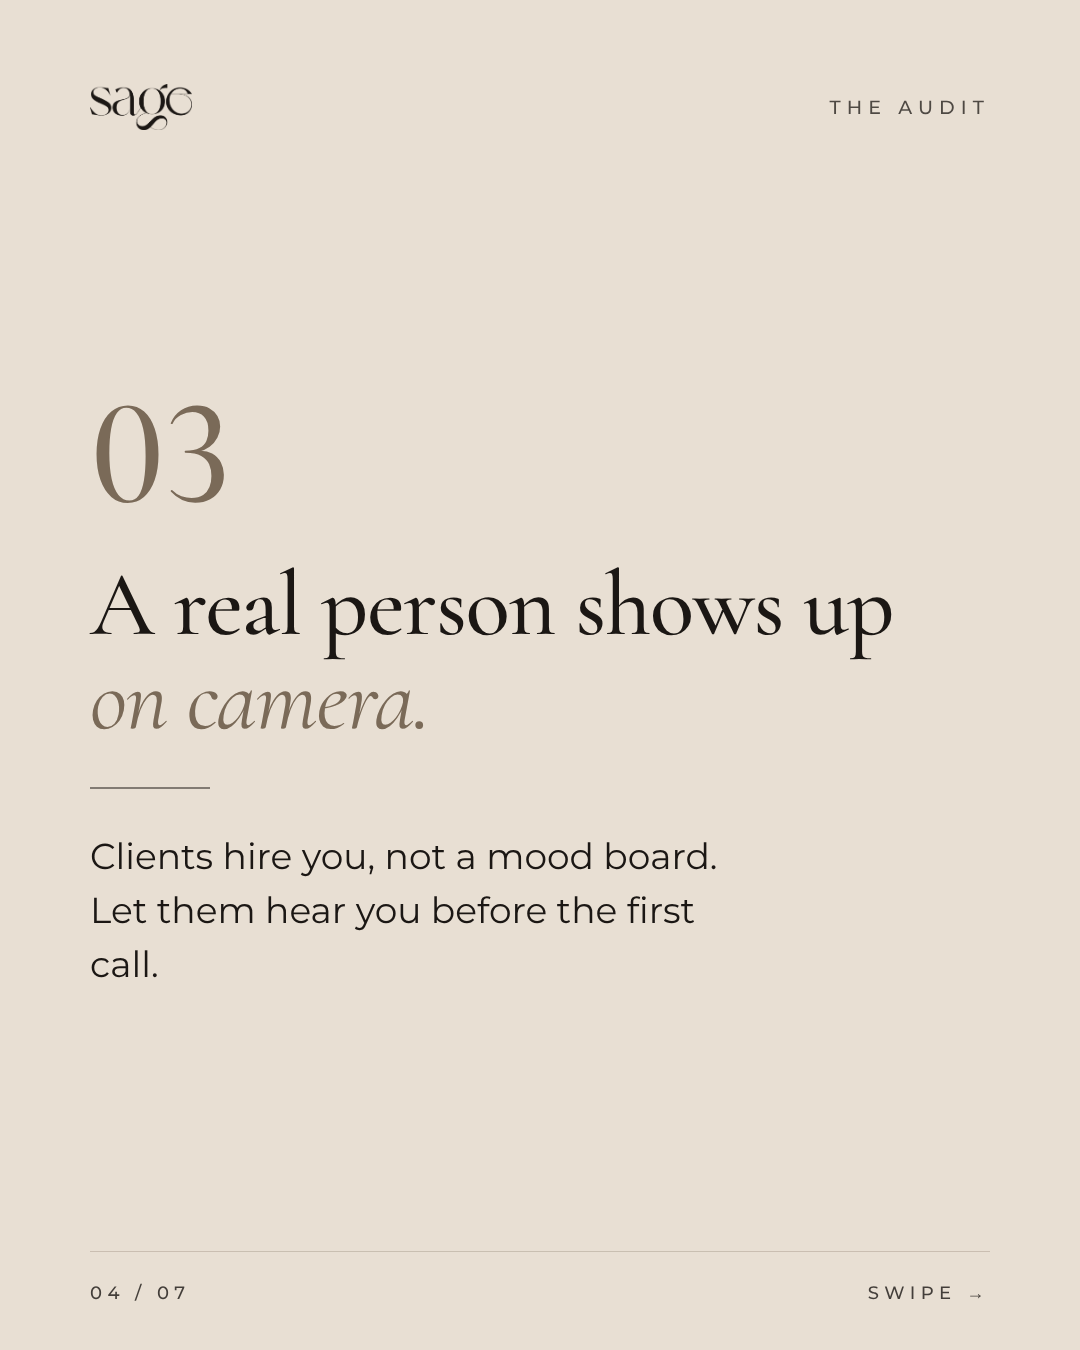 sage
THE AUDIT
03
A real person shows up
on camera.
Clients hire you, not a mood board.
Let them hear you before the first
call.
04 / 07
SWIPE →